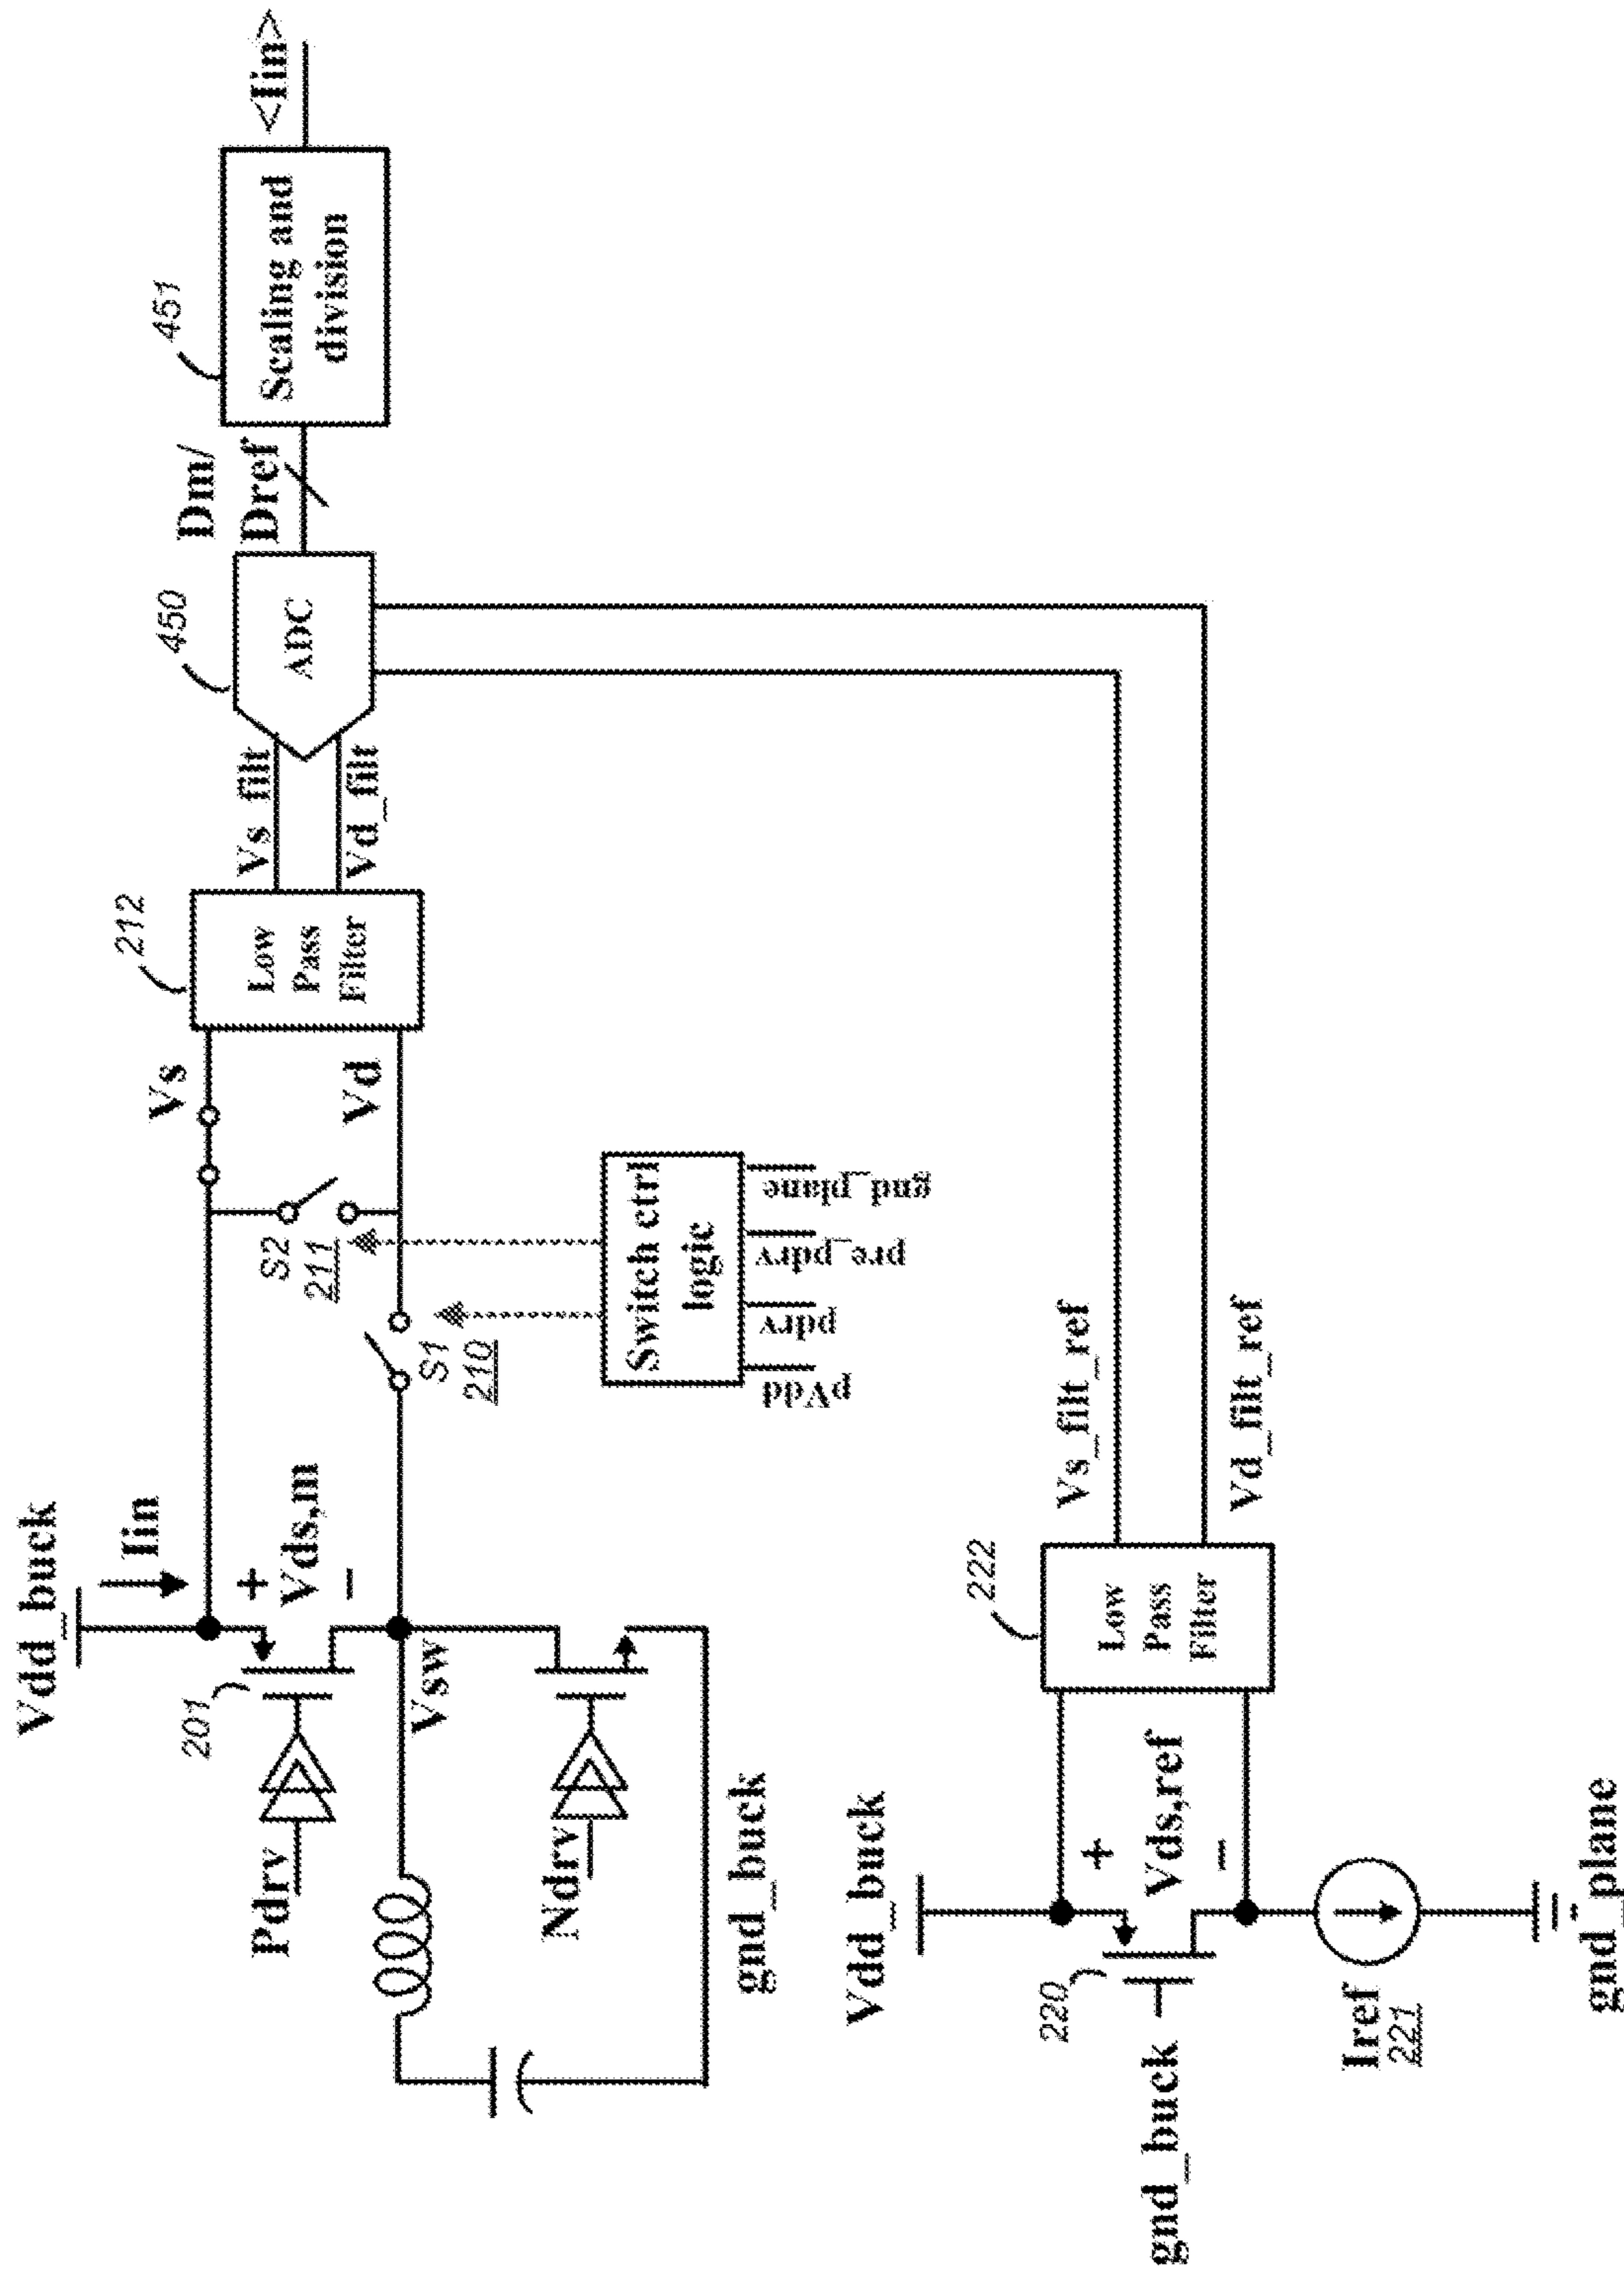 Vdd_buck
Iin
201
+
Vds,m
−
Pdrv
Vsw
Ndrv
gnd_buck
Vs
Vd
S2
211
S1
210
Switch ctrl
logic
pVdd
pdrv
pre_pdrv
gnd_plane
212
Low
Pass
Filter
Vs_filt
Vd_filt
450
ADC
Dm/
Dref
451
Scaling and
division
<Iin>
Vdd_buck
220
+
Vds,ref
−
gnd_buck
Iref
221
gnd_plane
222
Low
Pass
Filter
Vs_filt_ref
Vd_filt_ref